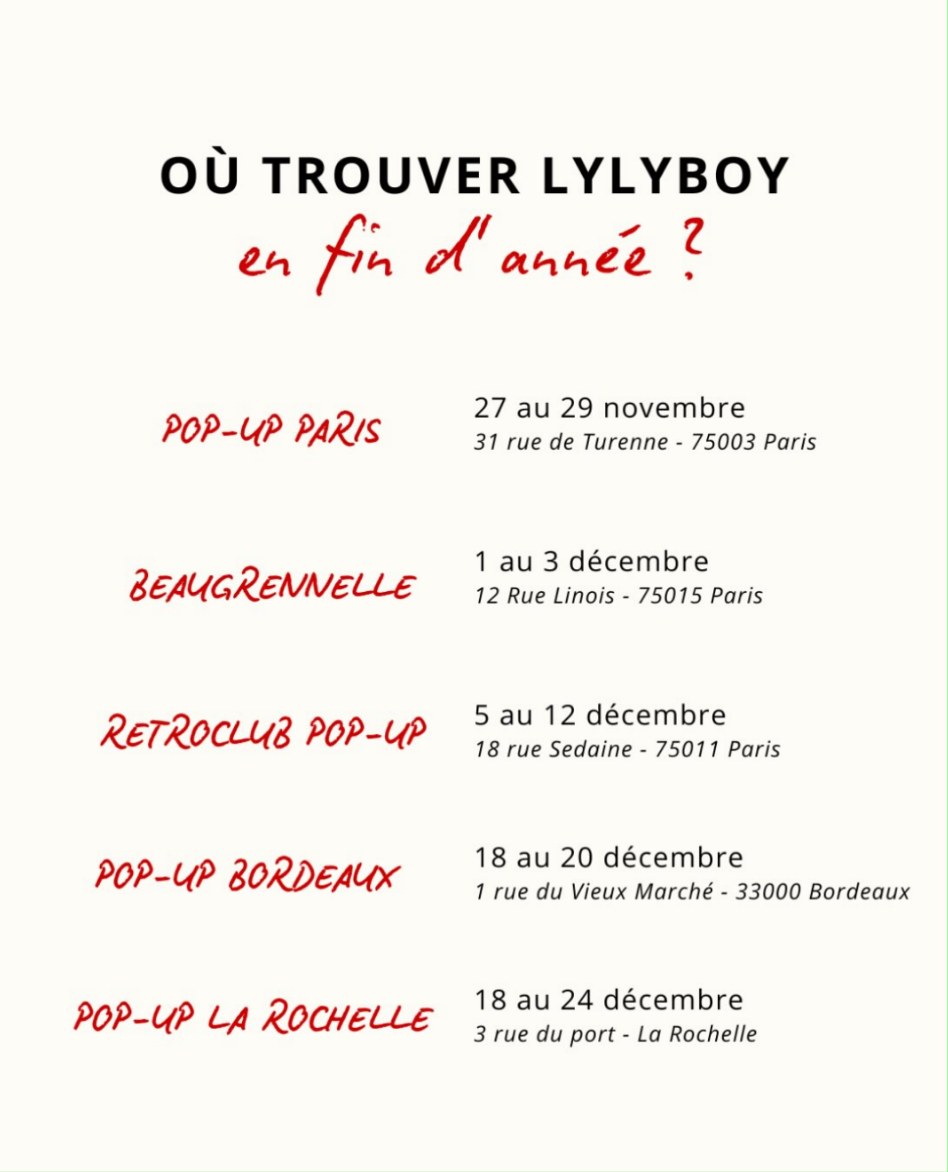 OÙ TROUVER LYLYBOY
en fin d'année ?
POP-UP PARIS
27 au 29 novembre
31 rue de Turenne - 75003 Paris
BEAUGRENNELLE
1 au 3 décembre
12 Rue Linois - 75015 Paris
RETROCLUB POP-UP
5 au 12 décembre
18 rue Sedaine - 75011 Paris
POP-UP BORDEAUX
18 au 20 décembre
1 rue du Vieux Marché - 33000 Bordeaux
POP-UP LA ROCHELLE
18 au 24 décembre
3 rue du port - La Rochelle